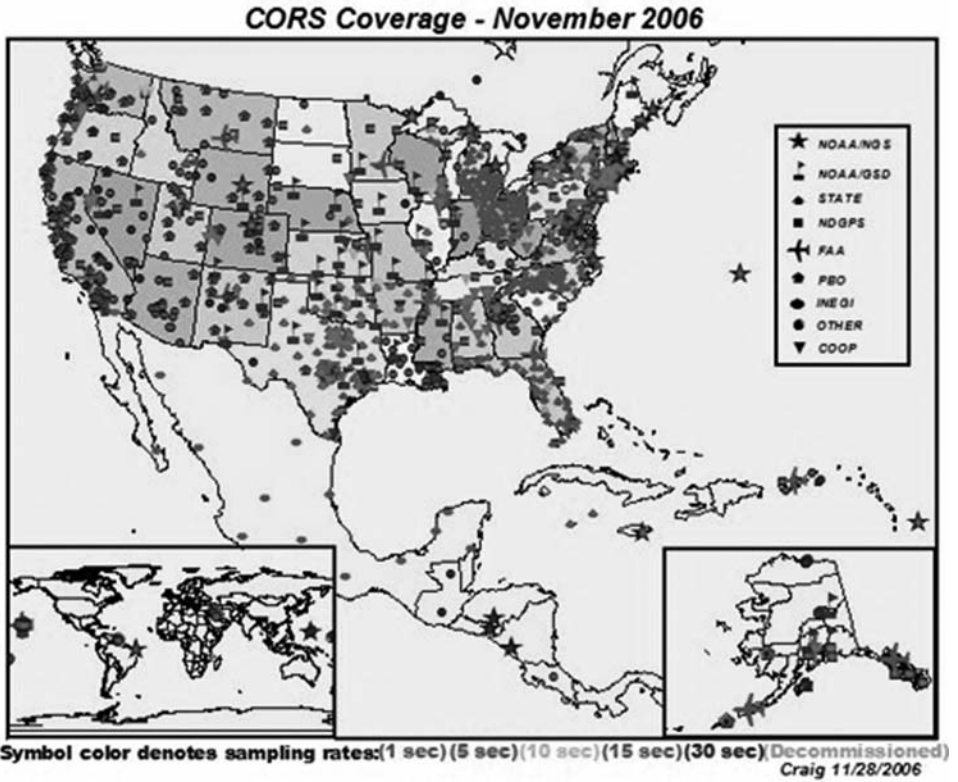 CORS Coverage - November 2006
NOAA/NGS
NOAA/GSD
STATE
NDGPS
FAA
PBO
INEGI
OTHER
COOP
Symbol color denotes sampling rates:(1 sec)(5 sec)(10 sec)(15 sec)(30 sec)(Decommissioned)
Craig 11/28/2006